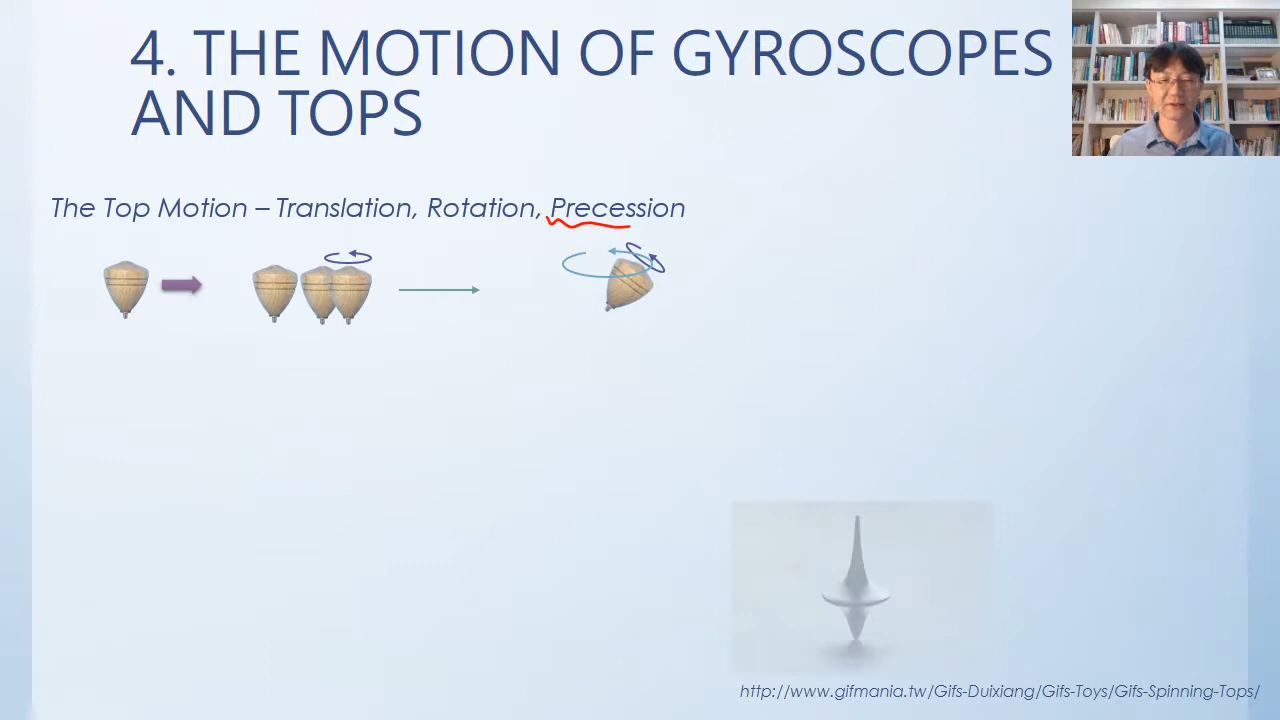 4. THE MOTION OF GYROSCOPES
AND TOPS
The Top Motion – Translation, Rotation, Precession
http://www.gifmania.tw/Gifs-Duixiang/Gifs-Toys/Gifs-Spinning-Tops/